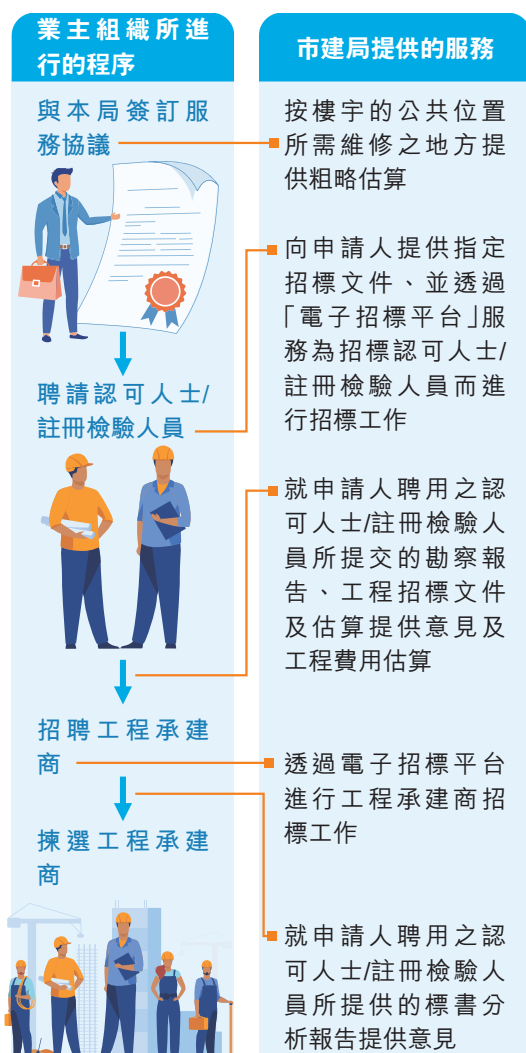 業主組織所進
行的程序
市建局提供的服務
與本局簽訂服
務協議
按樓宇的公共位置
所需維修之地方提
供粗略估算
向申請人提供指定
招標文件、並透過
「電子招標平台」服
務為招標認可人士/
註冊檢驗人員而進
行招標工作
聘請認可人士/
註冊檢驗人員
就申請人聘用之認
可人士/註冊檢驗人
員所提交的勘察報
告、工程招標文件
及估算提供意見及
工程費用估算
招聘工程承建
商
透過電子招標平台
進行工程承建商招
標工作
揀選工程承建
商
就申請人聘用之認
可人士/註冊檢驗人
員所提供的標書分
析報告提供意見